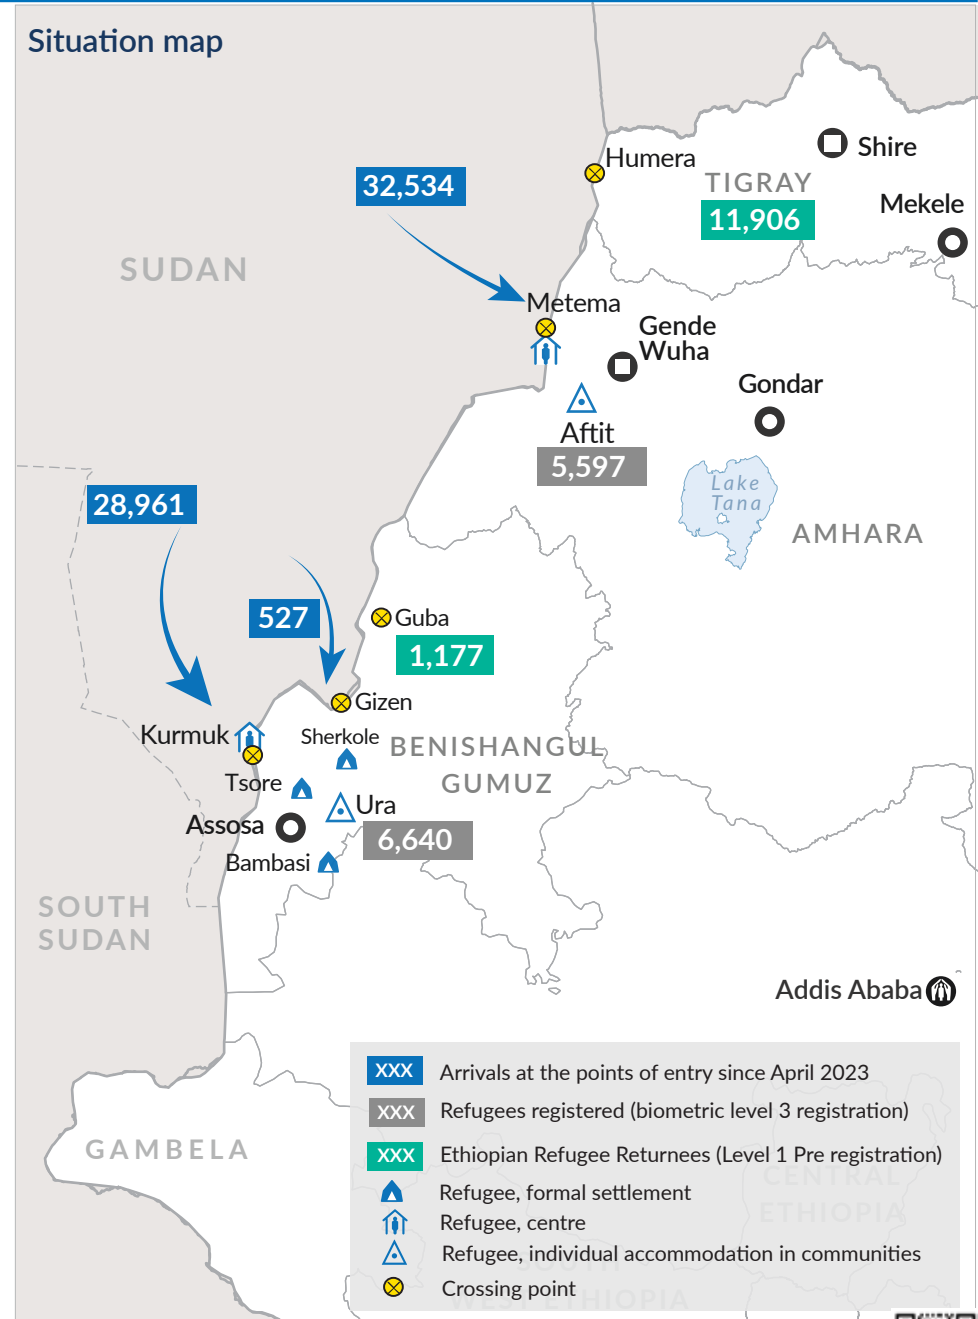 Situation map
Humera
Shire
32,534
TIGRAY
11,906
Mekele
SUDAN
Metema
Gende
Wuha
Gondar
Aftit
5,597
Lake
Tana
28,961
AMHARA
527
Guba
1,177
Gizen
Kurmuk
Sherkole
BENISHANGUL
GUMUZ
Tsore
Ura
Assosa
6,640
Bambasi
SOUTH
SUDAN
Addis Ababa
XXX Arrivals at the points of entry since April 2023
XXX Refugees registered (biometric level 3 registration)
GAMBELA
XXX Ethiopian Refugee Returnees (Level 1 Pre registration)
CENTRAL
ETHIOPIA
Refugee, formal settlement
Refugee, centre
Refugee, individual accommodation in communities
SOUTH
WEST ETHIOPIA
Crossing point